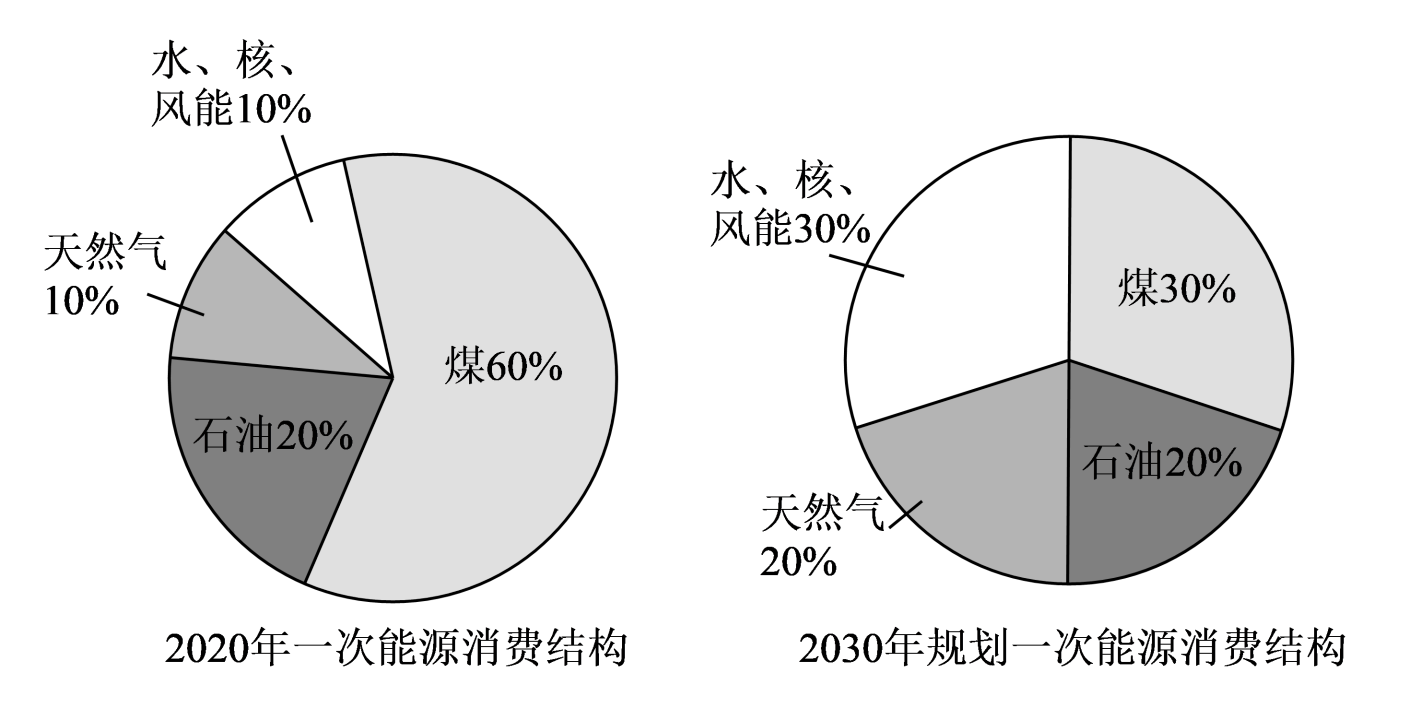 水、核、
风能10%
天然气
10%
煤60%
石油20%
2020年一次能源消费结构
水、核、
风能30%
煤30%
石油20%
天然气
20%
2030年规划一次能源消费结构